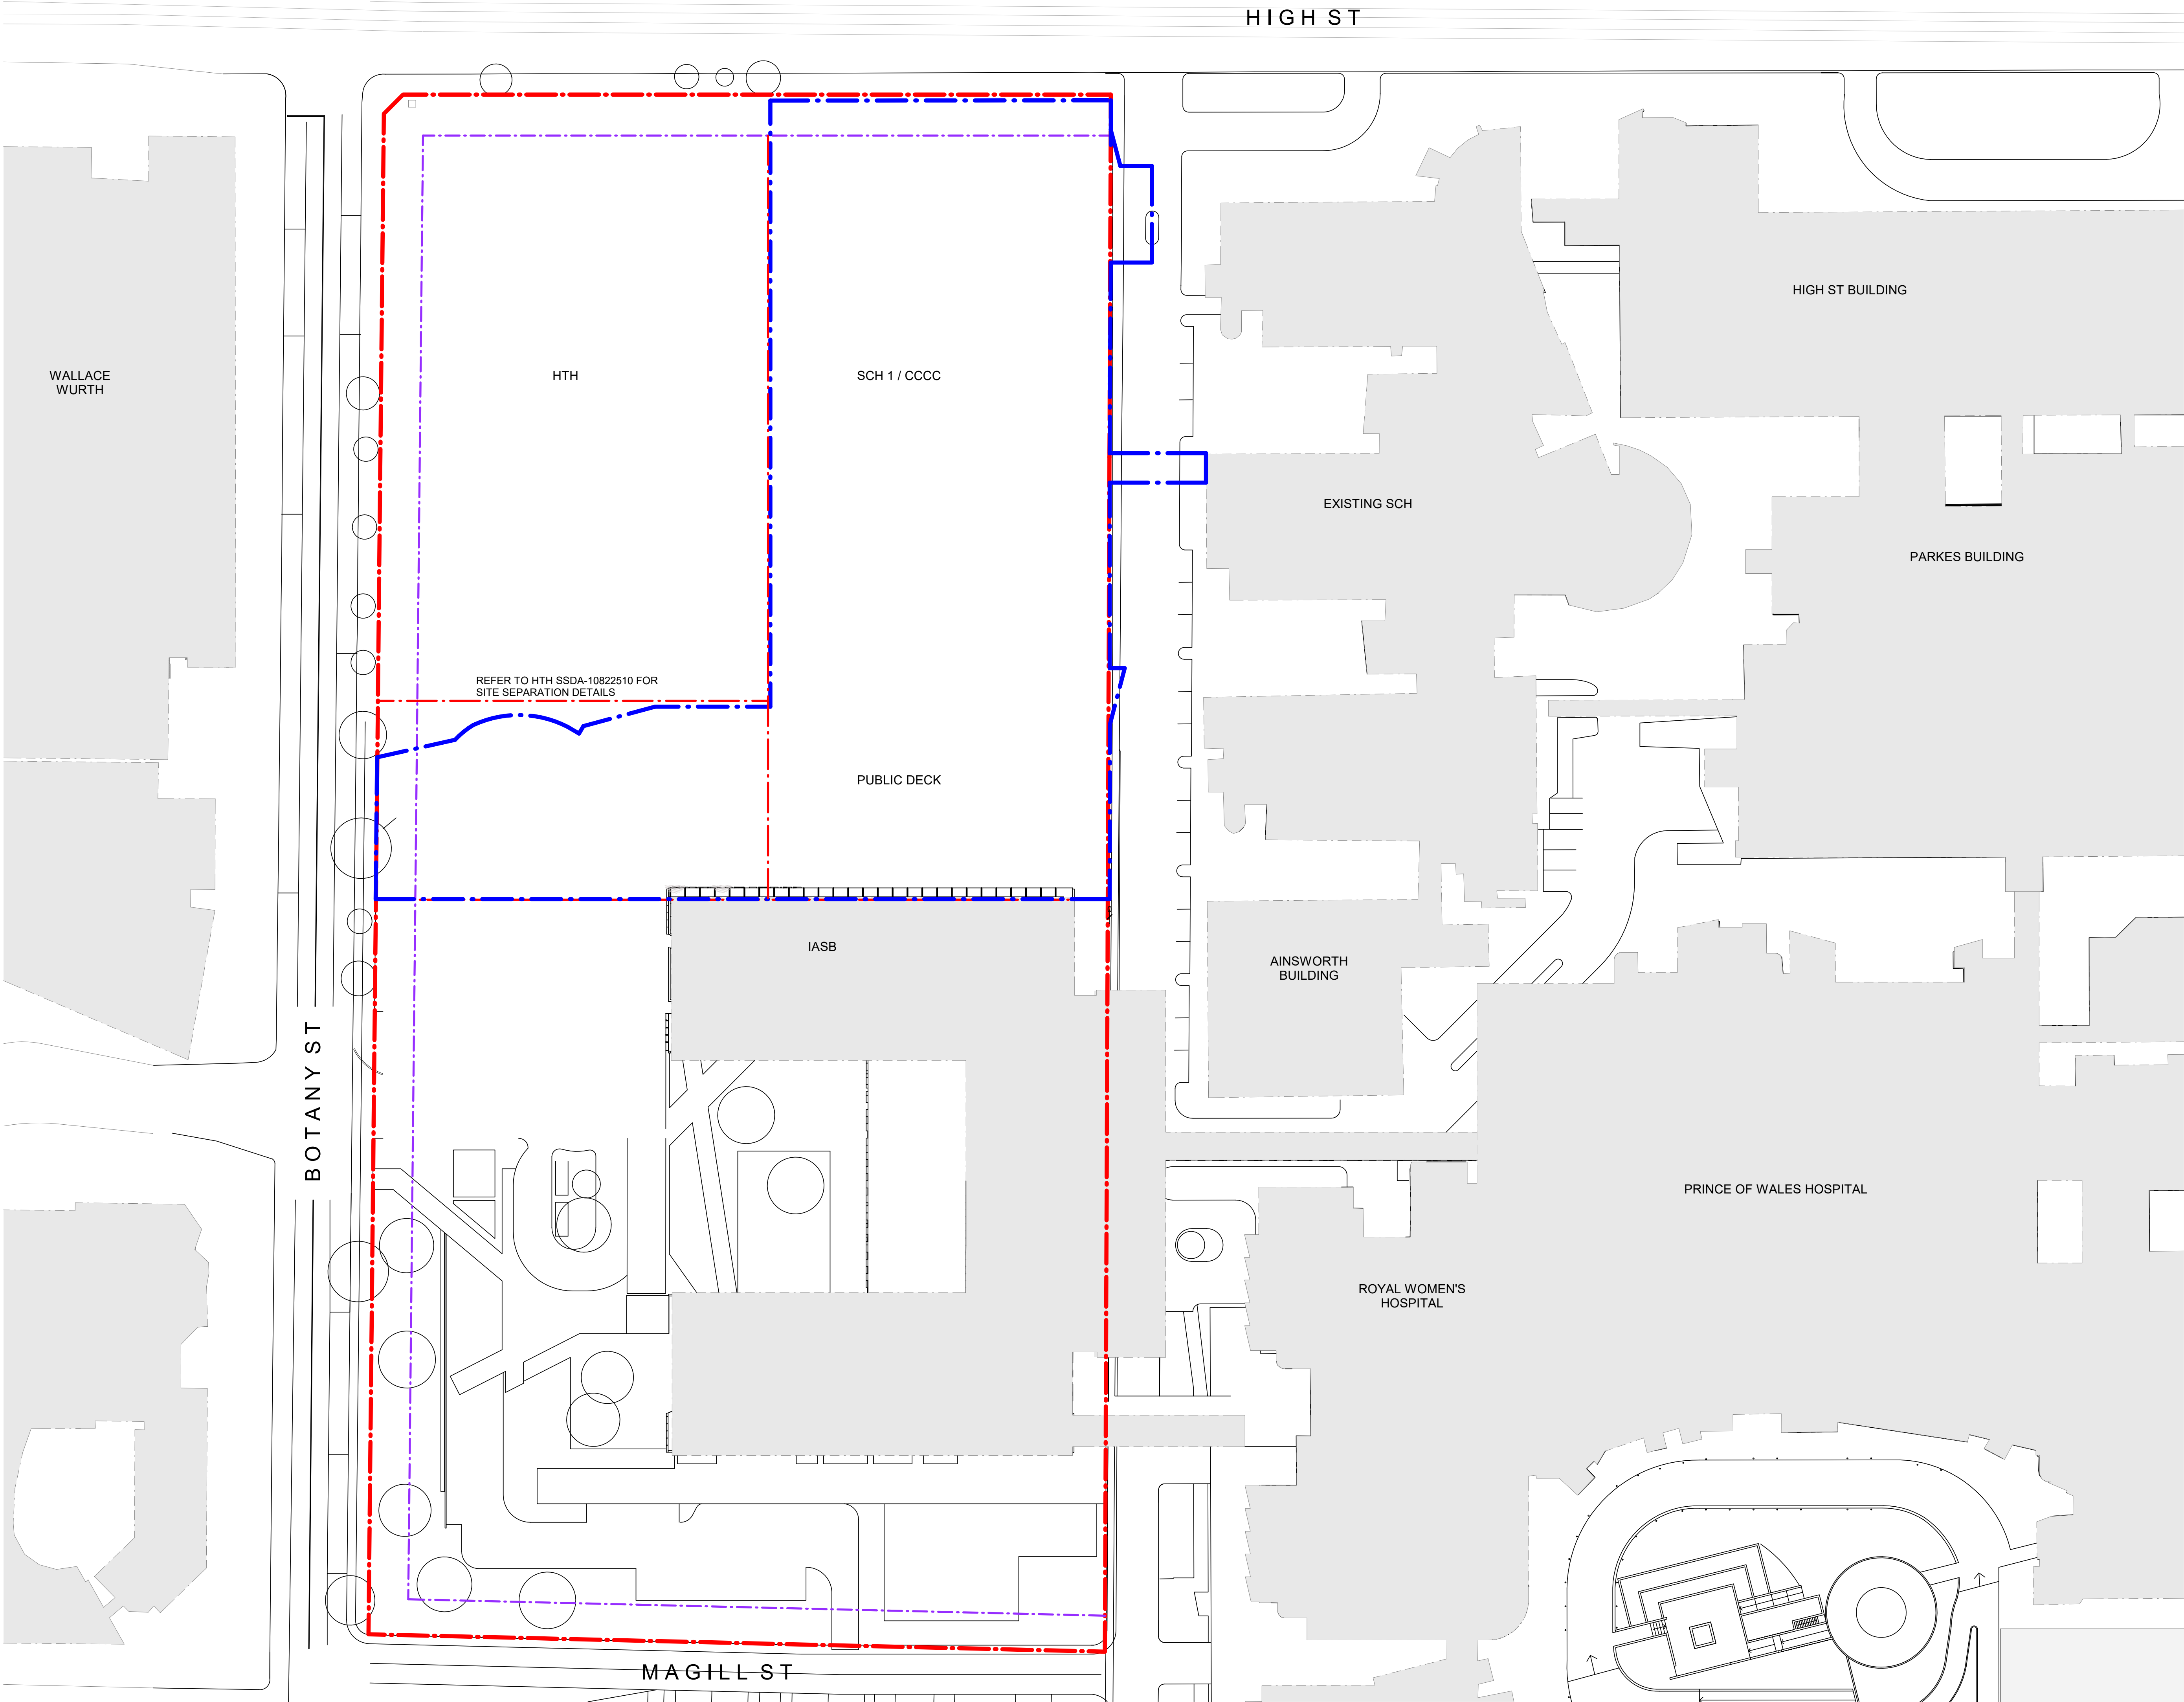 HIGH ST
HIGH ST BUILDING
WALLACE
WURTH
HTH
SCH 1 / CCCC
EXISTING SCH
PARKES BUILDING
REFER TO HTH SSDA-10822510 FOR
SITE SEPARATION DETAILS
PUBLIC DECK
IASB
AINSWORTH
BUILDING
BOTANY ST
PRINCE OF WALES HOSPITAL
ROYAL WOMEN'S
HOSPITAL
MAGILL ST